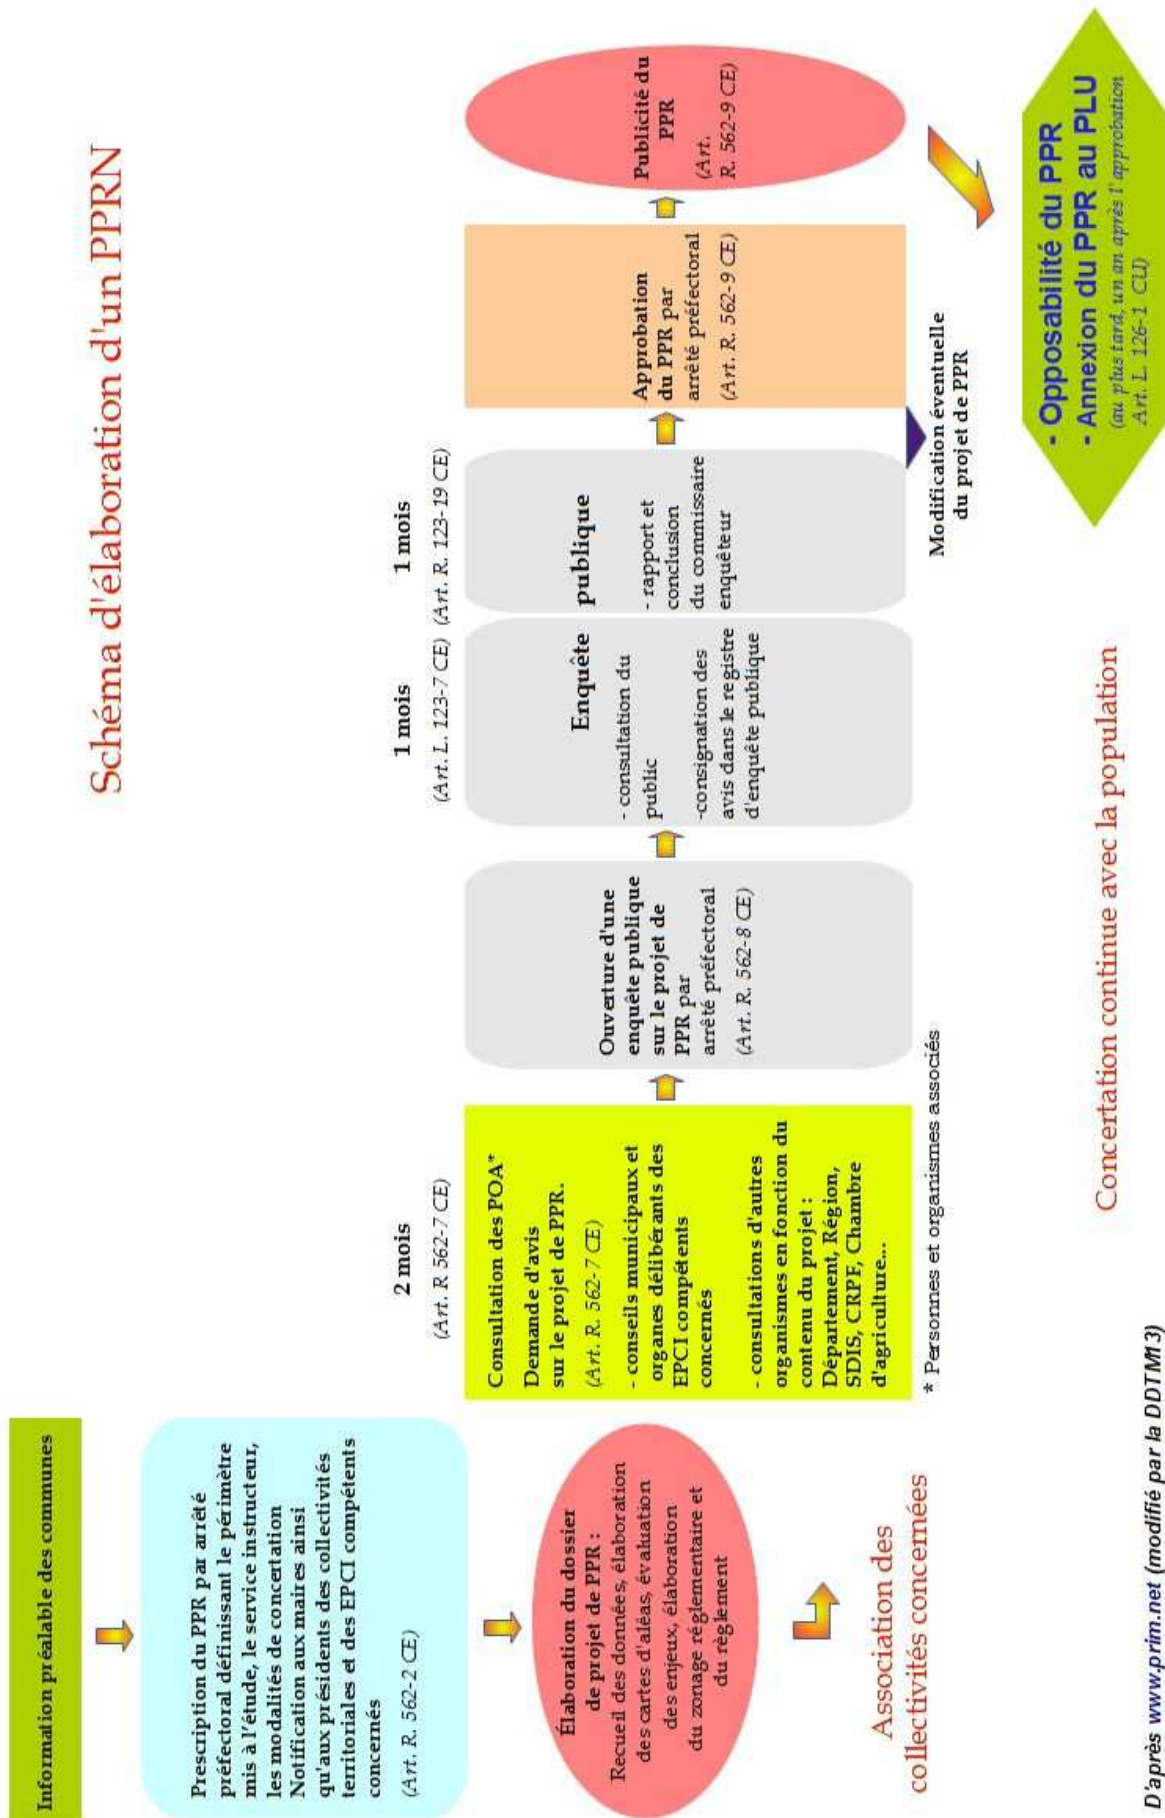 Schéma d'élaboration d'un PPRN
Information préalable des communes
Prescription du PPR par arrêté
préfectoral définissant le périmètre
mis à l'étude, le service instructeur,
les modalités de concertation
Notification aux maires ainsi
qu'aux présidents des collectivités
territoriales et des EPCI compétents
concernés
(Art. R. 562-2 CE)
Élaboration du dossier
de projet de PPR :
Recueil des données, élaboration
des cartes d'aléas, évaluation
des enjeux, élaboration
du zonage réglementaire et
du règlement
Association des
collectivités concernées
2 mois
(Art. R 562-7 CE)
Consultation des POA*
Demande d'avis
sur le projet de PPR.
(Art. R. 562-7 CE)
- conseils municipaux et
organes délibérants des
EPCI compétents
concernés
- consultations d'autres
organismes en fonction du
contenu du projet :
Département, Région,
SDIS, CRPF, Chambre
d'agriculture...
* Personnes et organismes associés
Ouverture d'une
enquête publique
sur le projet de
PPR par
arrêté préfectoral
(Art. R. 562-8 CE)
1 mois
(Art. L. 123-7 CE)
Enquête
- consultation du
public
-consignation des
avis dans le registre
d'enquête publique
1 mois
(Art. R. 123-19 CE)
publique
- rapport et
conclusion
du commissaire
enquêteur
Approbation
du PPR par
arrêté préfectoral
(Art. R. 562-9 CE)
Modification éventuelle
du projet de PPR
Publicité du
PPR
(Art.
R. 562-9 CE)
- Opposabilité du PPR
- Annexion du PPR au PLU
(au plus tard, un an après l'approbation
Art. L. 126-1 CU)
Concertation continue avec la population
D'après www.prim.net (modifié par la DDTM13)